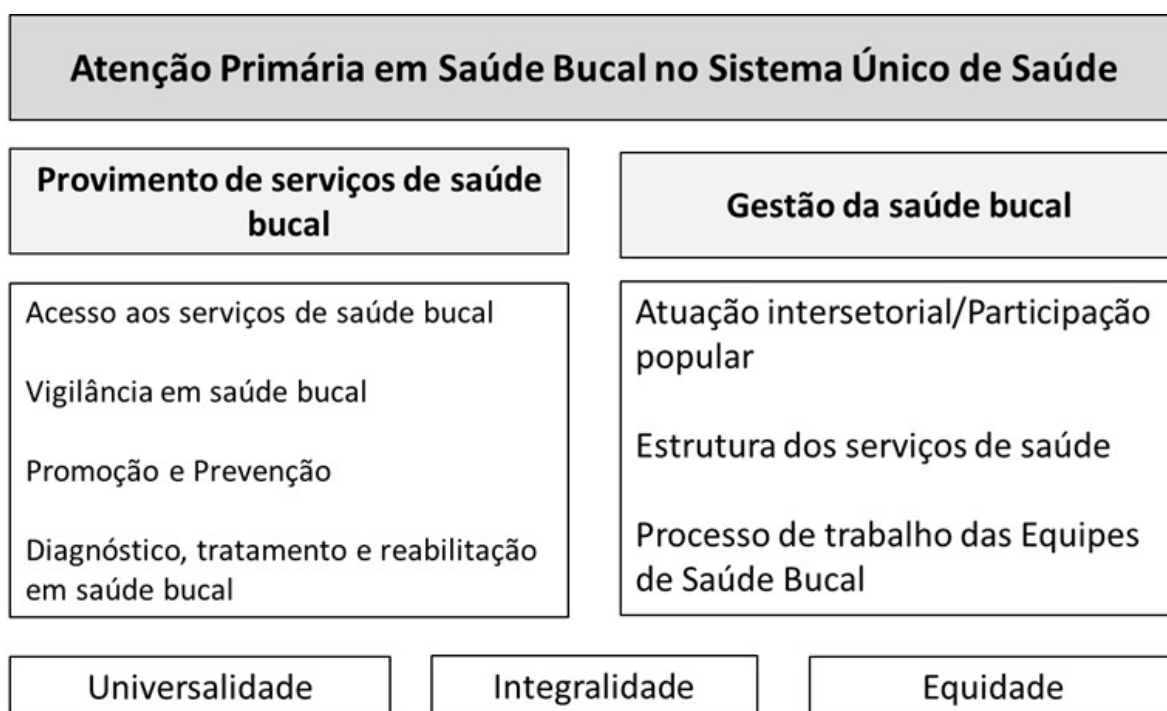 Atenção Primária em Saúde Bucal no Sistema Único de Saúde
Provimento de serviços de saúde
bucal
Gestão da saúde bucal
Acesso aos serviços de saúde bucal
Vigilância em saúde bucal
Promoção e Prevenção
Diagnóstico, tratamento e reabilitação
em saúde bucal
Atuação intersetorial/Participação
popular
Estrutura dos serviços de saúde
Processo de trabalho das Equipes
de Saúde Bucal
Universalidade
Integralidade
Equidade